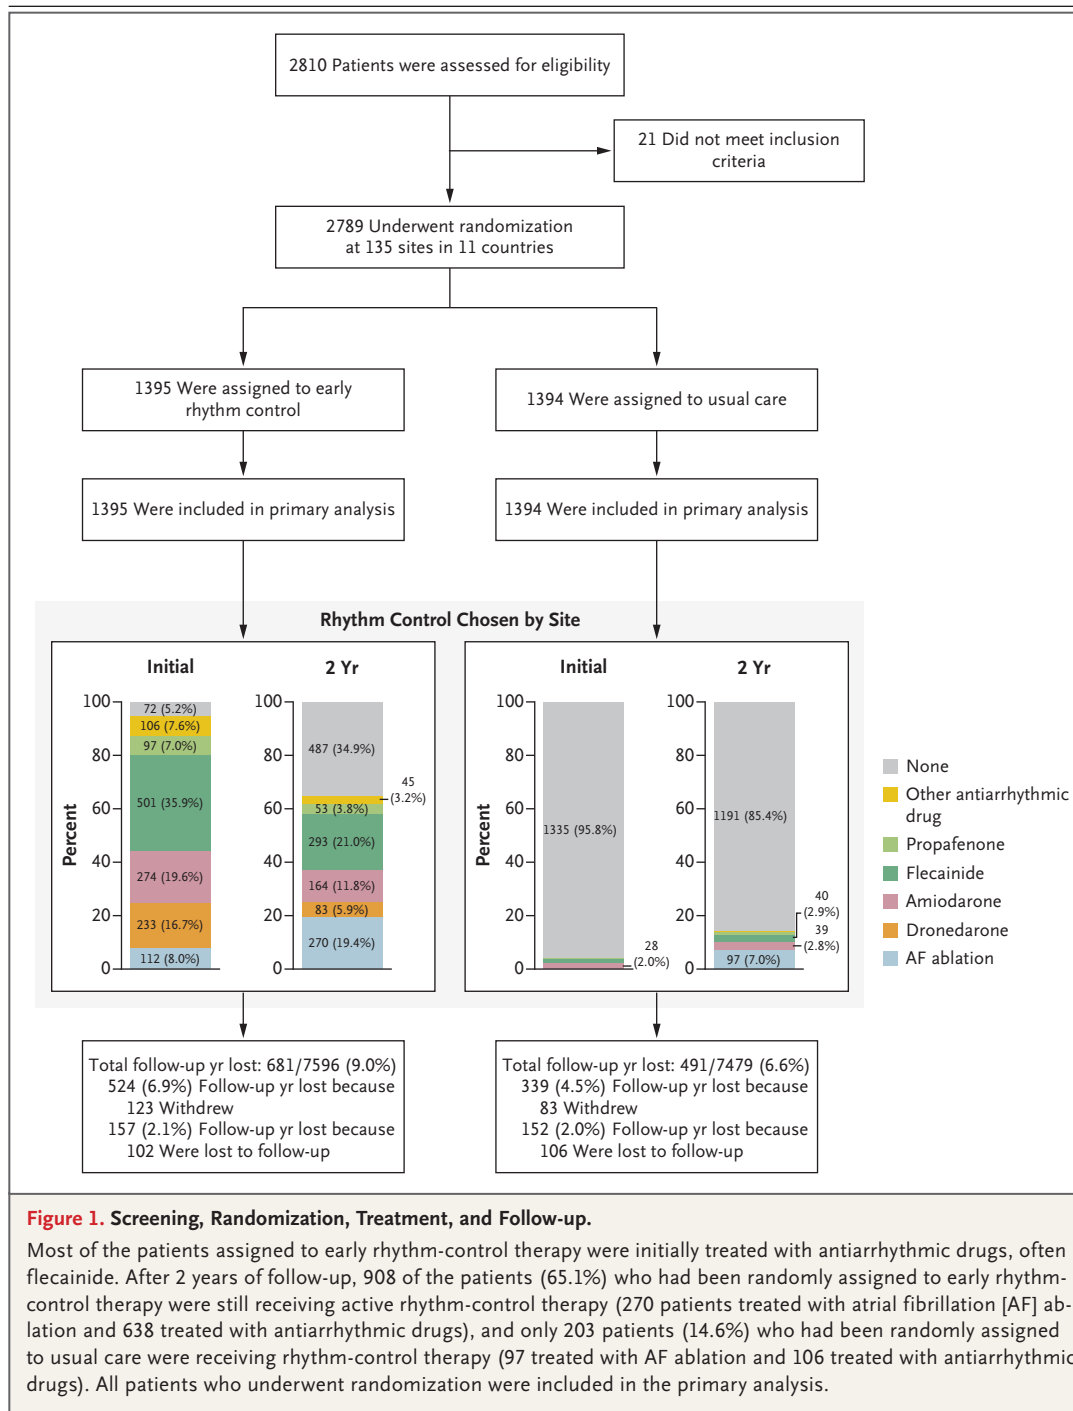 2810 Patients were assessed for eligibility
21 Did not meet inclusion
criteria
2789 Underwent randomization
at 135 sites in 11 countries
1395 Were assigned to early
rhythm control
1394 Were assigned to usual care
1395 Were included in primary analysis
1394 Were included in primary analysis
Rhythm Control Chosen by Site
Initial
2 Yr
Percent
100
80
60
40
20
0
72 (5.2%)
106 (7.6%)
97 (7.0%)
501 (35.9%)
274 (19.6%)
233 (16.7%)
112 (8.0%)
100
80
60
40
20
0
487 (34.9%)
45
(3.2%)
53 (3.8%)
293 (21.0%)
164 (11.8%)
83 (5.9%)
270 (19.4%)
Initial
2 Yr
Percent
100
80
60
40
20
0
1335 (95.8%)
28
(2.0%)
100
80
60
40
20
0
1191 (85.4%)
40
(2.9%)
39
(2.8%)
97 (7.0%)
None
Other antiarrhythmic
drug
Propafenone
Flecainide
Amiodarone
Dronedarone
AF ablation
Total follow-up yr lost: 681/7596 (9.0%)
524 (6.9%) Follow-up yr lost because
123 Withdrew
157 (2.1%) Follow-up yr lost because
102 Were lost to follow-up
Total follow-up yr lost: 491/7479 (6.6%)
339 (4.5%) Follow-up yr lost because
83 Withdrew
152 (2.0%) Follow-up yr lost because
106 Were lost to follow-up
Figure 1. Screening, Randomization, Treatment, and Follow-up.
Most of the patients assigned to early rhythm-control therapy were initially treated with antiarrhythmic drugs, often
flecainide. After 2 years of follow-up, 908 of the patients (65.1%) who had been randomly assigned to early rhythm-
control therapy were still receiving active rhythm-control therapy (270 patients treated with atrial fibrillation [AF] ab-
lation and 638 treated with antiarrhythmic drugs), and only 203 patients (14.6%) who had been randomly assigned
to usual care were receiving rhythm-control therapy (97 treated with AF ablation and 106 treated with antiarrhythmic
drugs). All patients who underwent randomization were included in the primary analysis.